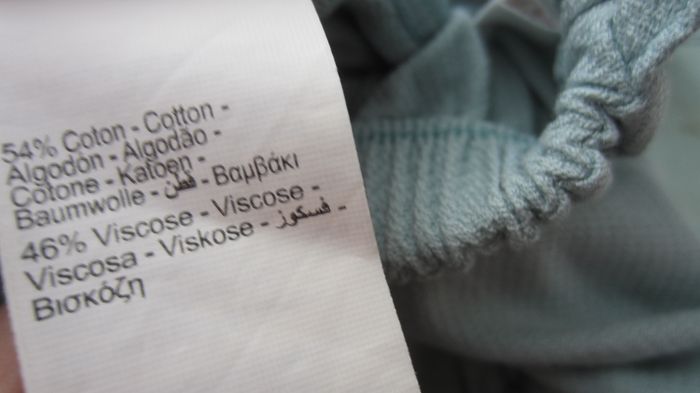 54% Coton - Cotton -
Algodón - Algodão -
Cotone - Katoen -
Baumwolle - قطن - Βαμβάκι
46% Viscose - Viscose -
Viscosa - Viskose - فسكوز -
Βισκόζη